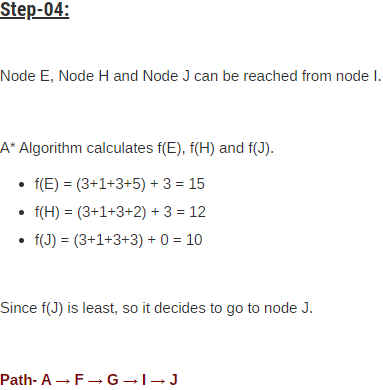 Step-04:
Node E, Node H and Node J can be reached from node I.
A* Algorithm calculates f(E), f(H) and f(J).
• f(E) = (3+1+3+5) + 3 = 15
• f(H) = (3+1+3+2) + 3 = 12
• f(J) = (3+1+3+3) + 0 = 10
Since f(J) is least, so it decides to go to node J.
Path- A → F → G → I → J